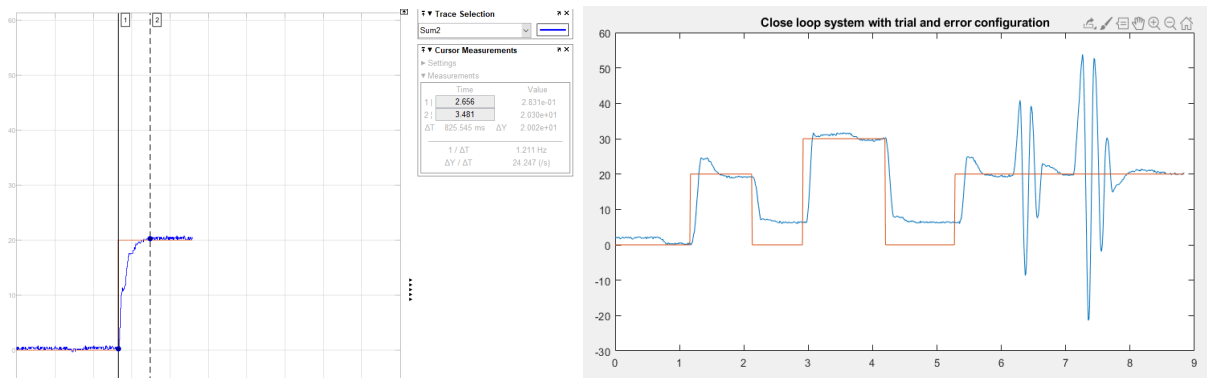 1 2
60
50
40
30
20
10
0
Trace Selection
Sum2
Cursor Measurements
Settings
Measurements
Time Value
1 | 2.656 2.831e-01
2 | 3.481 2.030e+01
ΔT 825.545 ms ΔY 2.002e+01
1 / ΔT 1.211 Hz
ΔY / ΔT 24.247 (/s)
Close loop system with trial and error configuration
60
50
40
30
20
10
0
-10
-20
-30
0 1 2 3 4 5 6 7 8 9